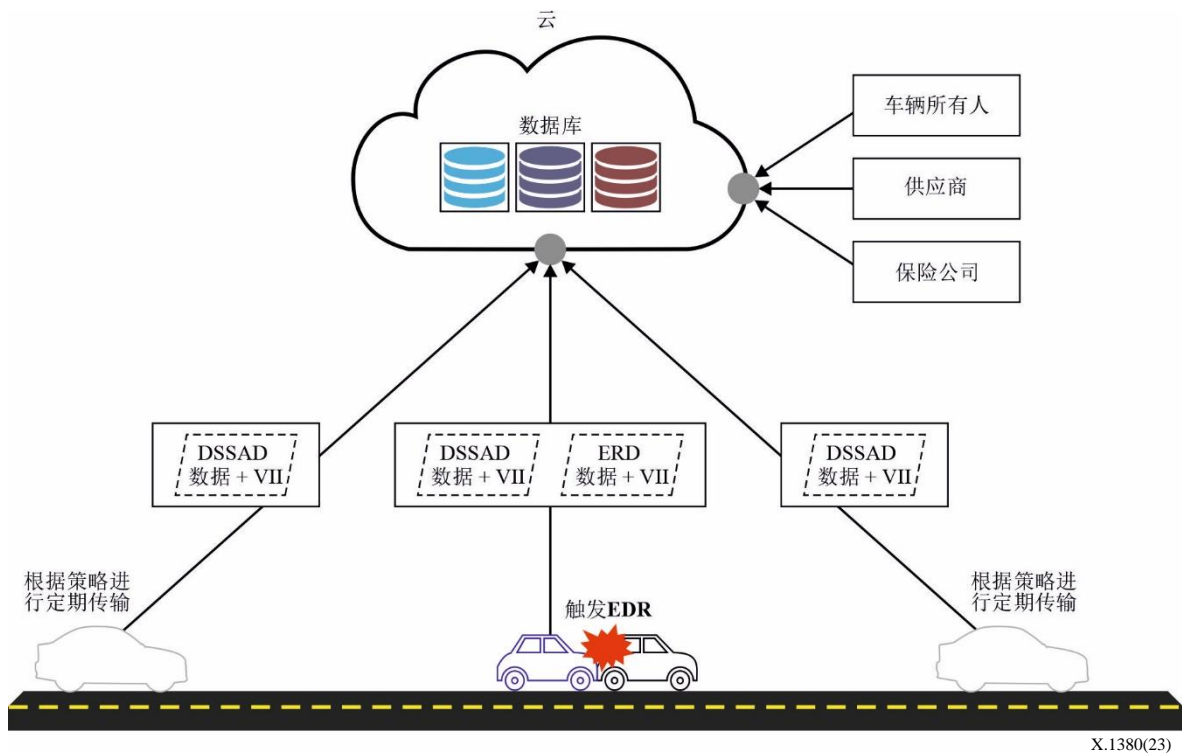 云
数据库
车辆所有人
供应商
保险公司
DSSAD
数据 + VII
DSSAD
数据 + VII
ERD
数据 + VII
DSSAD
数据 + VII
根据策略进
行定期传输
触发EDR
根据策略进
行定期传输
X.1380(23)